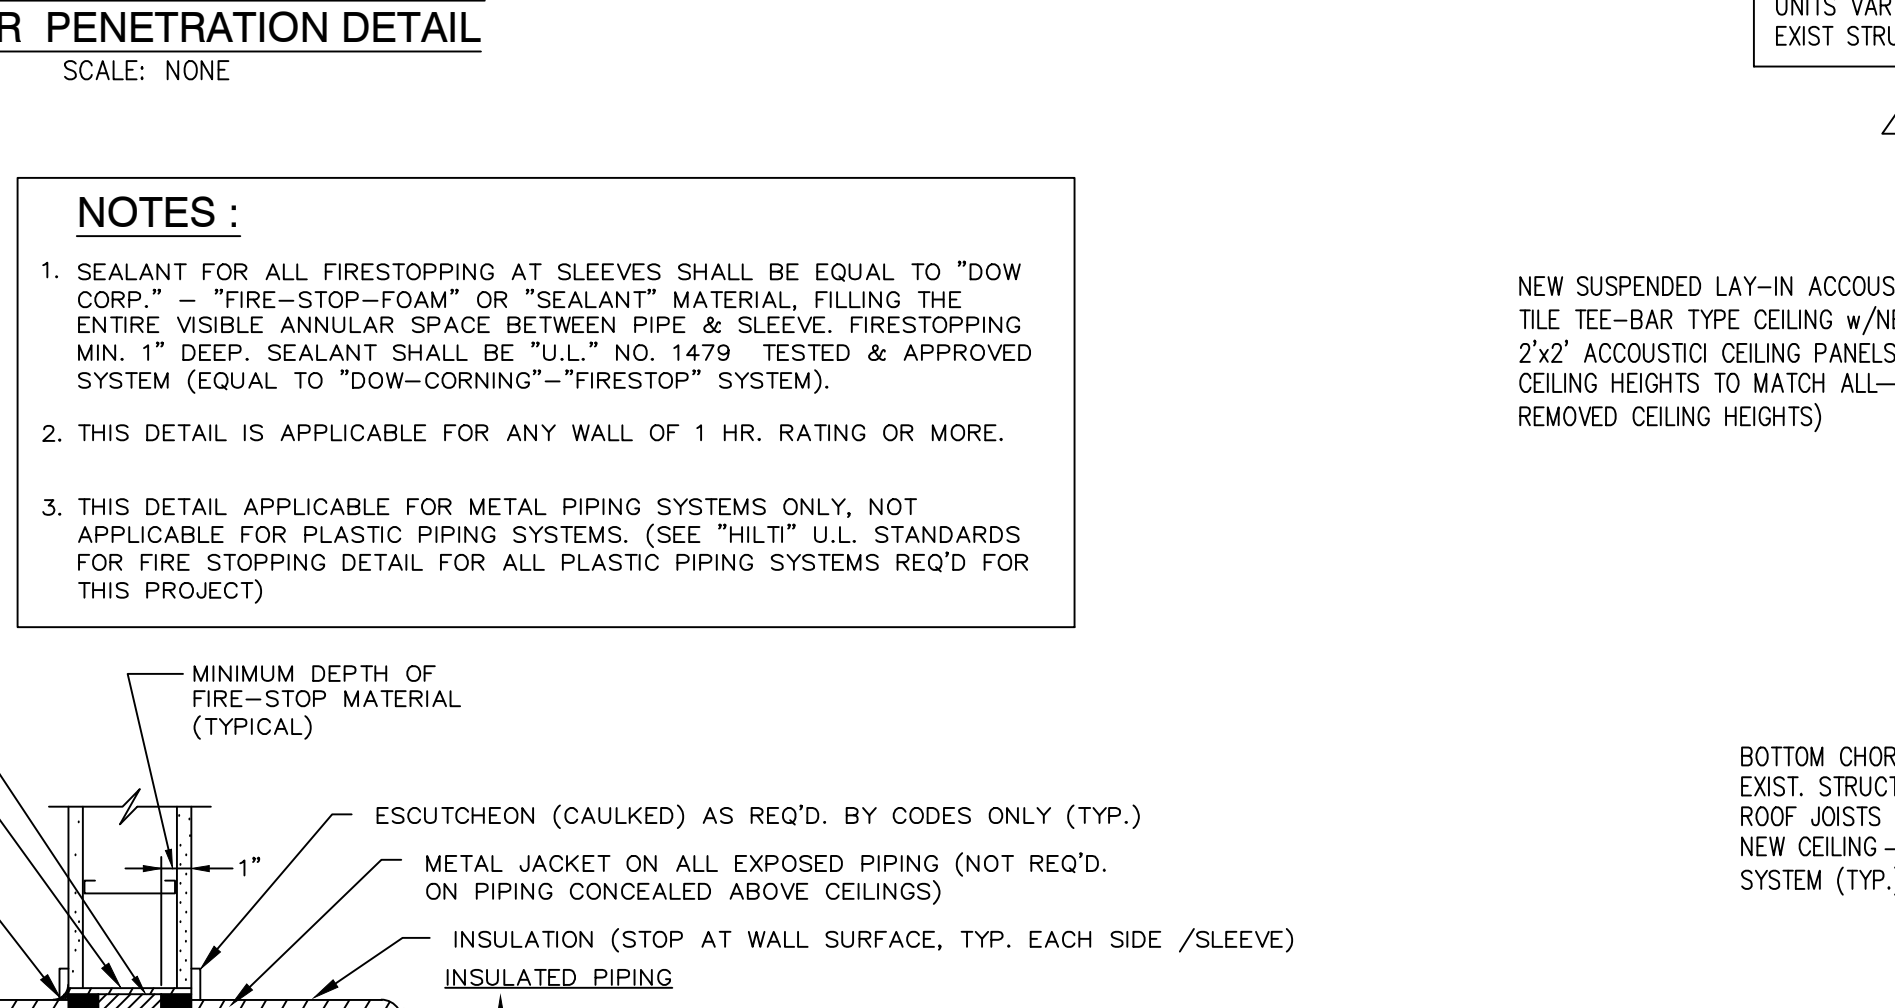 R PENETRATION DETAIL
SCALE: NONE
NOTES :
1. SEALANT FOR ALL FIRESTOPPING AT SLEEVES SHALL BE EQUAL TO "DOW
CORP." – "FIRE–STOP–FOAM" OR "SEALANT" MATERIAL, FILLING THE
ENTIRE VISIBLE ANNULAR SPACE BETWEEN PIPE & SLEEVE. FIRESTOPPING
MIN. 1" DEEP. SEALANT SHALL BE "U.L." NO. 1479 TESTED & APPROVED
SYSTEM (EQUAL TO "DOW–CORNING"–"FIRESTOP" SYSTEM).
2. THIS DETAIL IS APPLICABLE FOR ANY WALL OF 1 HR. RATING OR MORE.
3. THIS DETAIL APPLICABLE FOR METAL PIPING SYSTEMS ONLY, NOT
APPLICABLE FOR PLASTIC PIPING SYSTEMS. (SEE "HILTI" U.L. STANDARDS
FOR FIRE STOPPING DETAIL FOR ALL PLASTIC PIPING SYSTEMS REQ'D FOR
THIS PROJECT)
MINIMUM DEPTH OF
FIRE–STOP MATERIAL
(TYPICAL)
1"
ESCUTCHEON (CAULKED) AS REQ'D. BY CODES ONLY (TYP.)
METAL JACKET ON ALL EXPOSED PIPING (NOT REQ'D.
ON PIPING CONCEALED ABOVE CEILINGS)
INSULATION (STOP AT WALL SURFACE, TYP. EACH SIDE /SLEEVE)
INSULATED PIPING
UNITS VAR
EXIST STRU
NEW SUSPENDED LAY–IN ACCOUS
TILE TEE–BAR TYPE CEILING w/NE
2'x2' ACCOUSTICI CEILING PANELS
CEILING HEIGHTS TO MATCH ALL–
REMOVED CEILING HEIGHTS)
BOTTOM CHOR
EXIST. STRUCT
ROOF JOISTS
NEW CEILING
SYSTEM (TYP.)